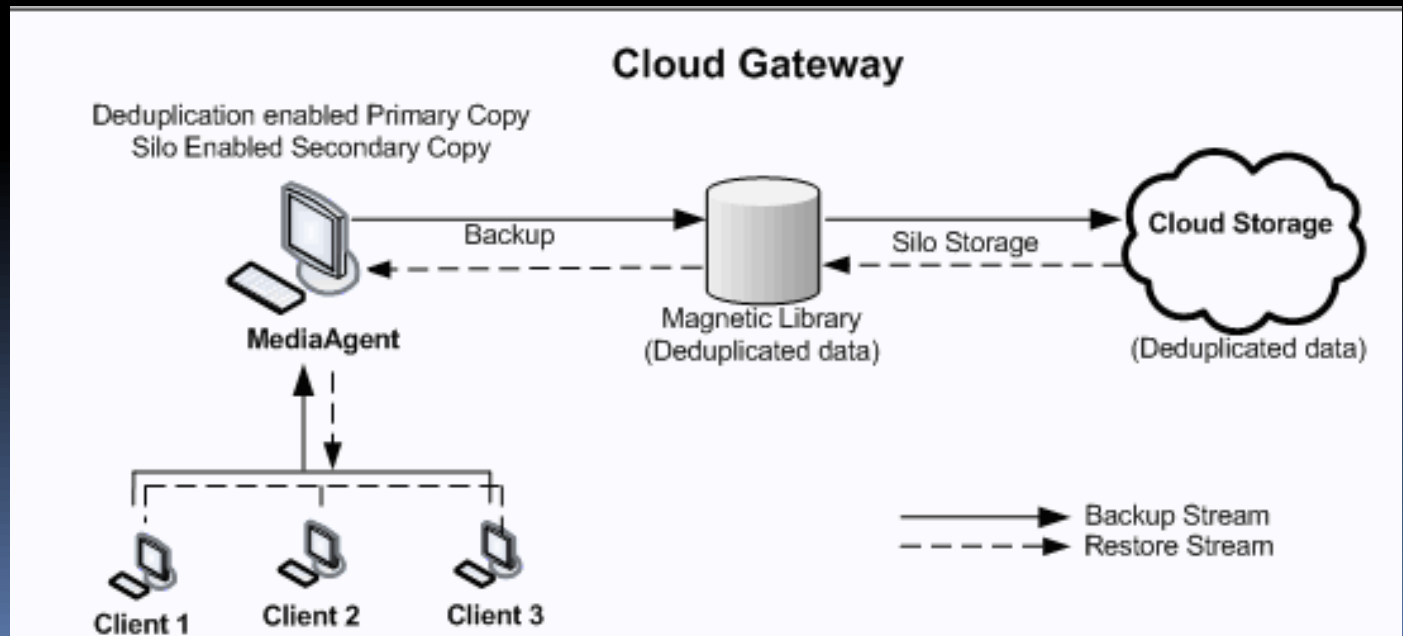 Cloud Gateway
Deduplication enabled Primary Copy
Silo Enabled Secondary Copy
Backup
Silo Storage
Cloud Storage
MediaAgent
Magnetic Library
(Deduplicated data)
(Deduplicated data)
Backup Stream
Restore Stream
Client 1
Client 2
Client 3